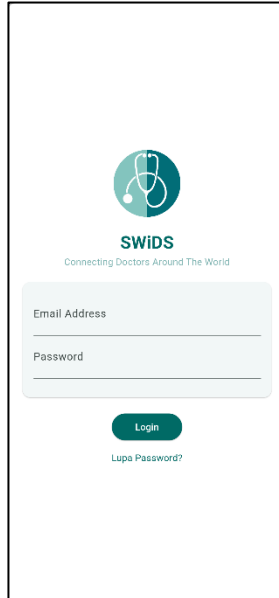 SWiDS
Connecting Doctors Around The World
Email Address
Password
Login
Lupa Password?